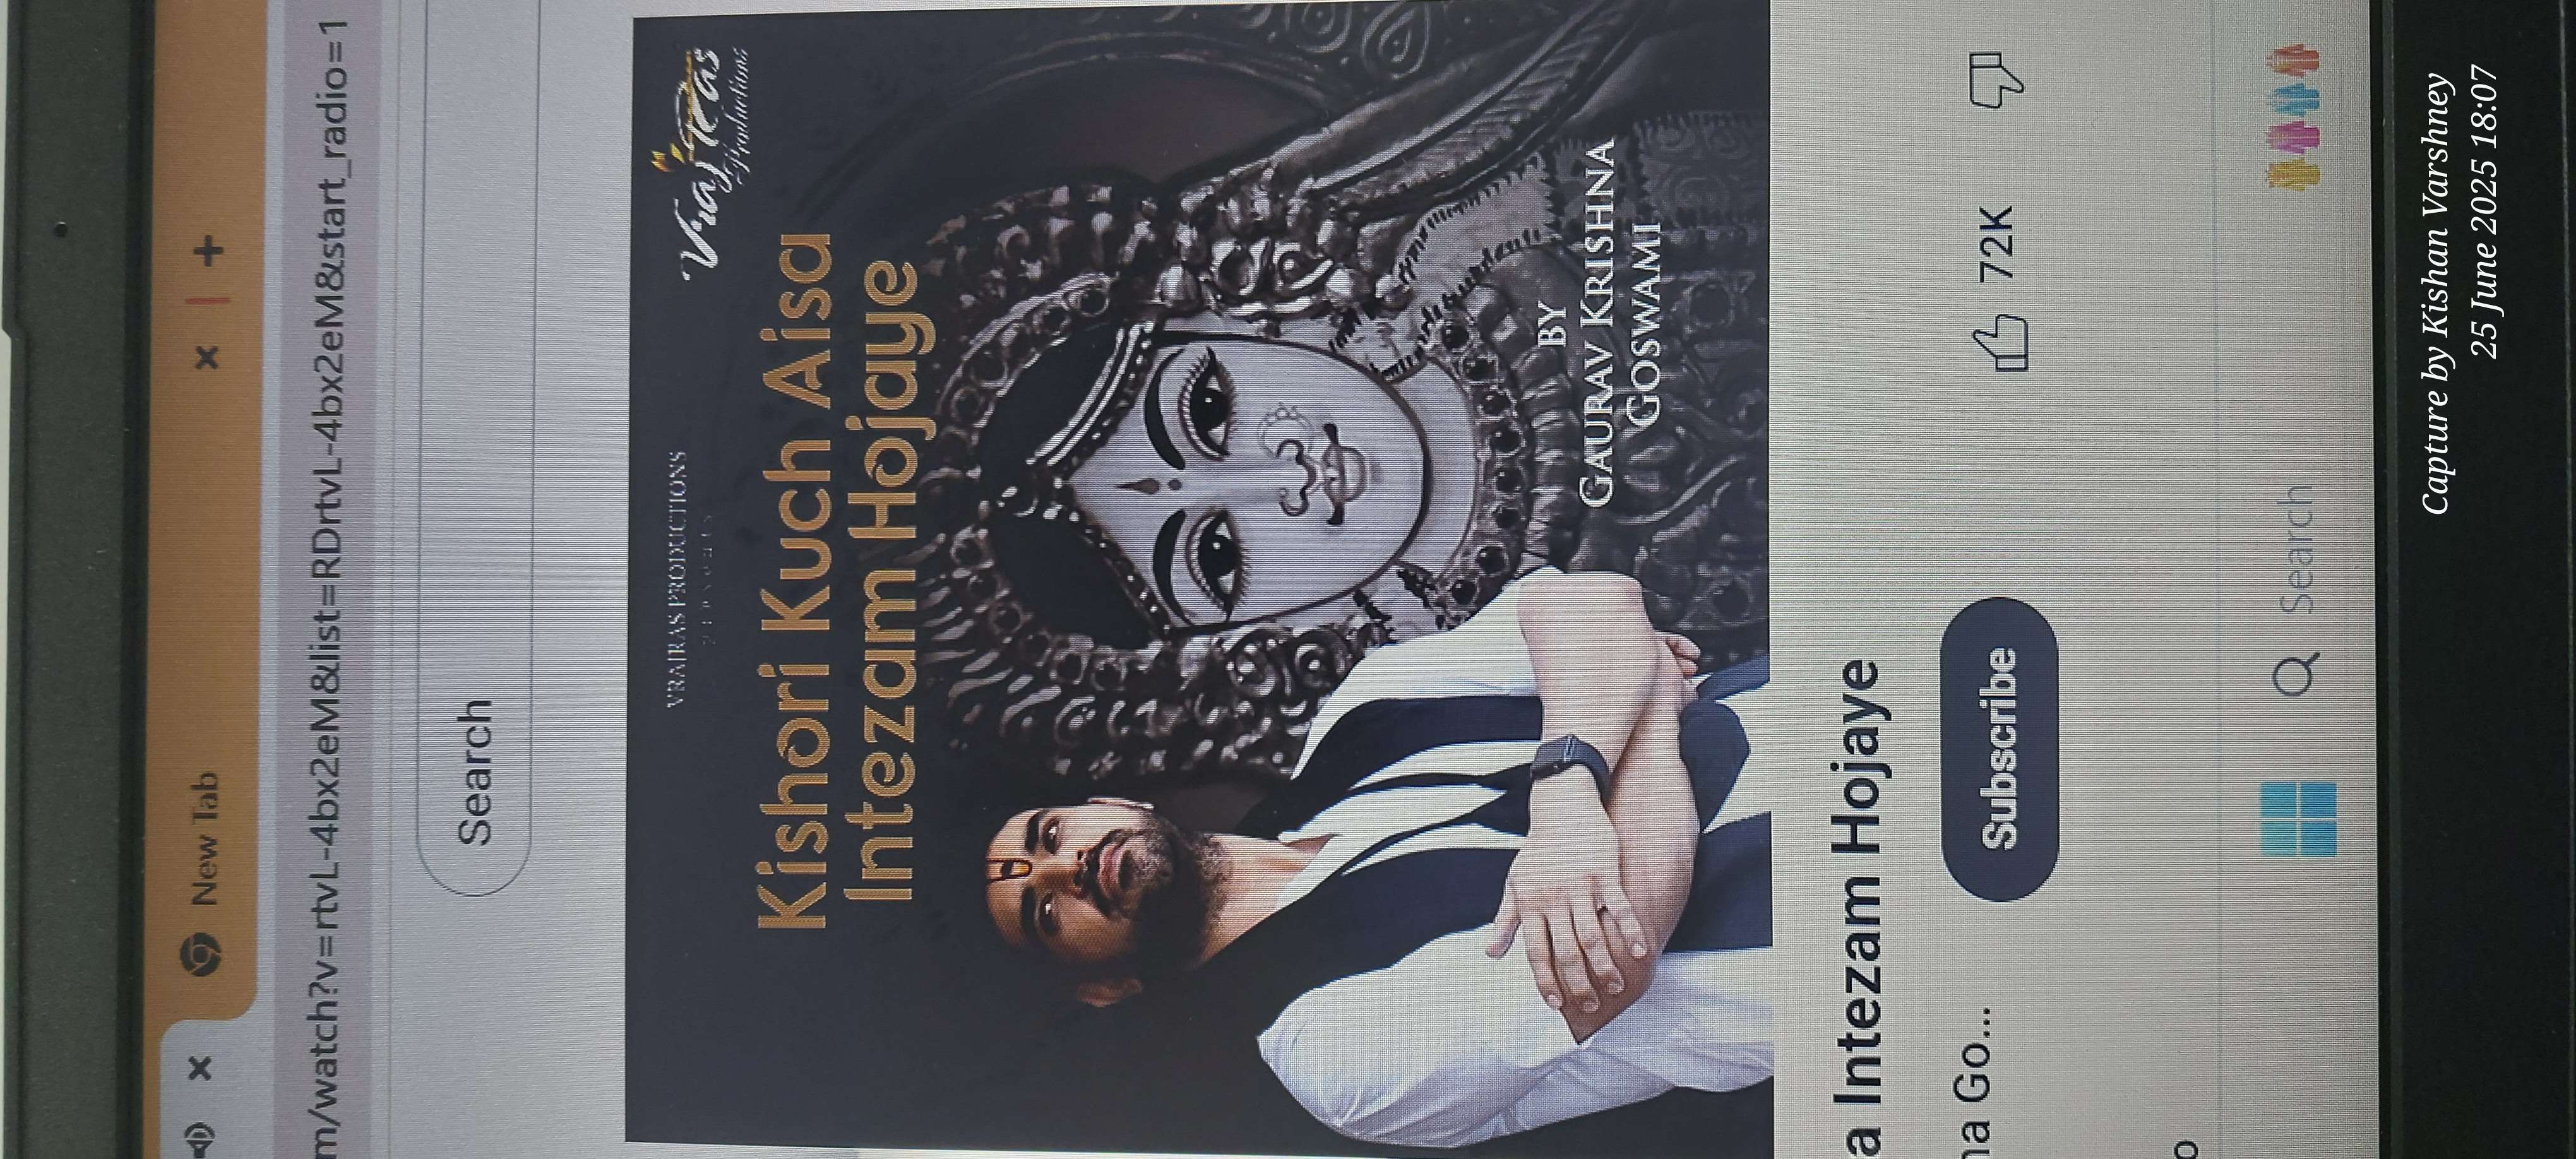 New Tab
m/watch?v=rtvL-4bx2eM&list=RDrtvL-4bx2eM&start_radio=1
Search
VRAJRAS PRODUCTIONS
presents
Vraj Ras
Productions
Kishori Kuch Aisa
Intezam Hojaye
BY
GAURAV KRISHNA
GOSWAMI
a Intezam Hojaye
na Go...
Subscribe
72K
o
Search
Capture by Kishan Varshney
25 June 2025 18:07